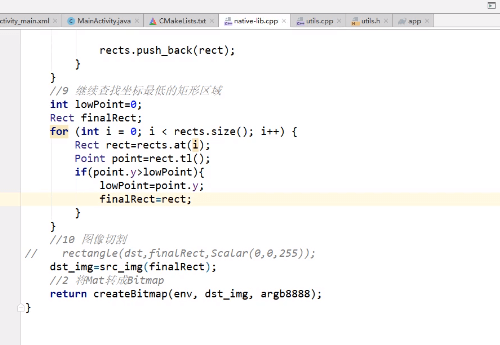 ctivity_main.xml × MainActivity.java × CMakeLists.txt × native-lib.cpp × utils.cpp × utils.h × app ×
rects.push_back(rect);
}
}
//9 继续查找坐标最低的矩形区域
int lowPoint=0;
Rect finalRect;
for (int i = 0; i < rects.size(); i++) {
Rect rect=rects.at(i);
Point point=rect.tl();
if(point.y>lowPoint){
lowPoint=point.y;
finalRect=rect;
}
}
//10 图像切割
// rectangle(dst,finalRect,Scalar(0,0,255));
dst_img=src_img(finalRect);
//2 将Mat转成Bitmap
return createBitmap(env, dst_img, argb8888);
}